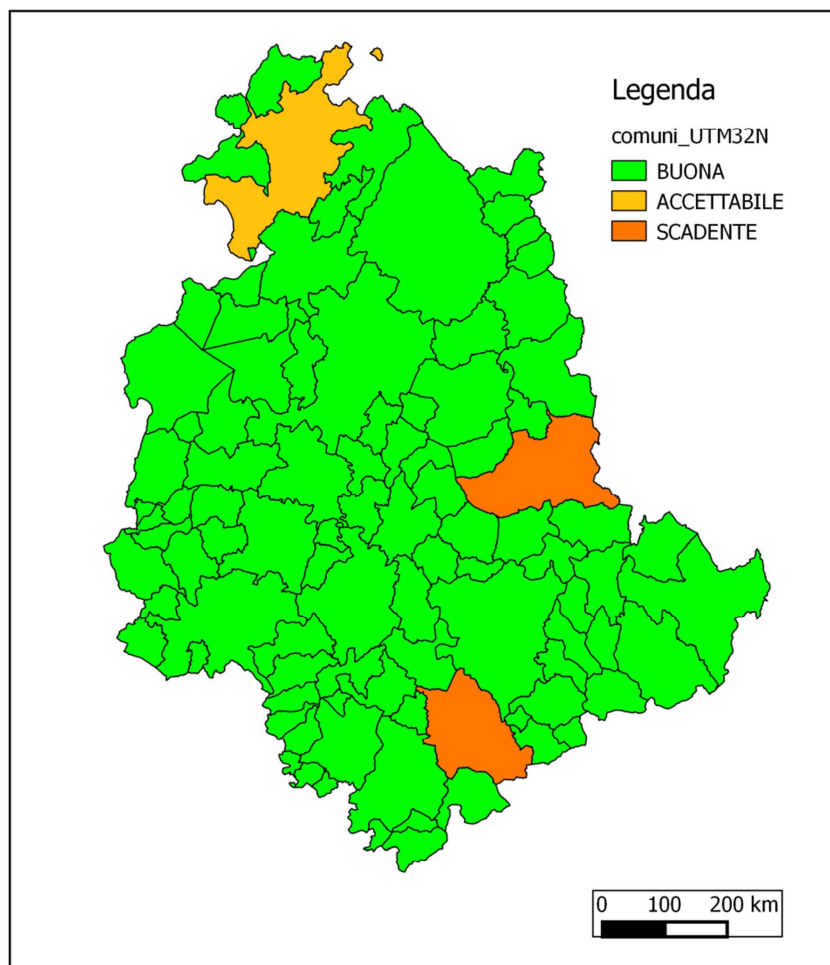 Legenda
comuni_UTM32N
BUONA
ACCETTABILE
SCADENTE
0 100 200 km